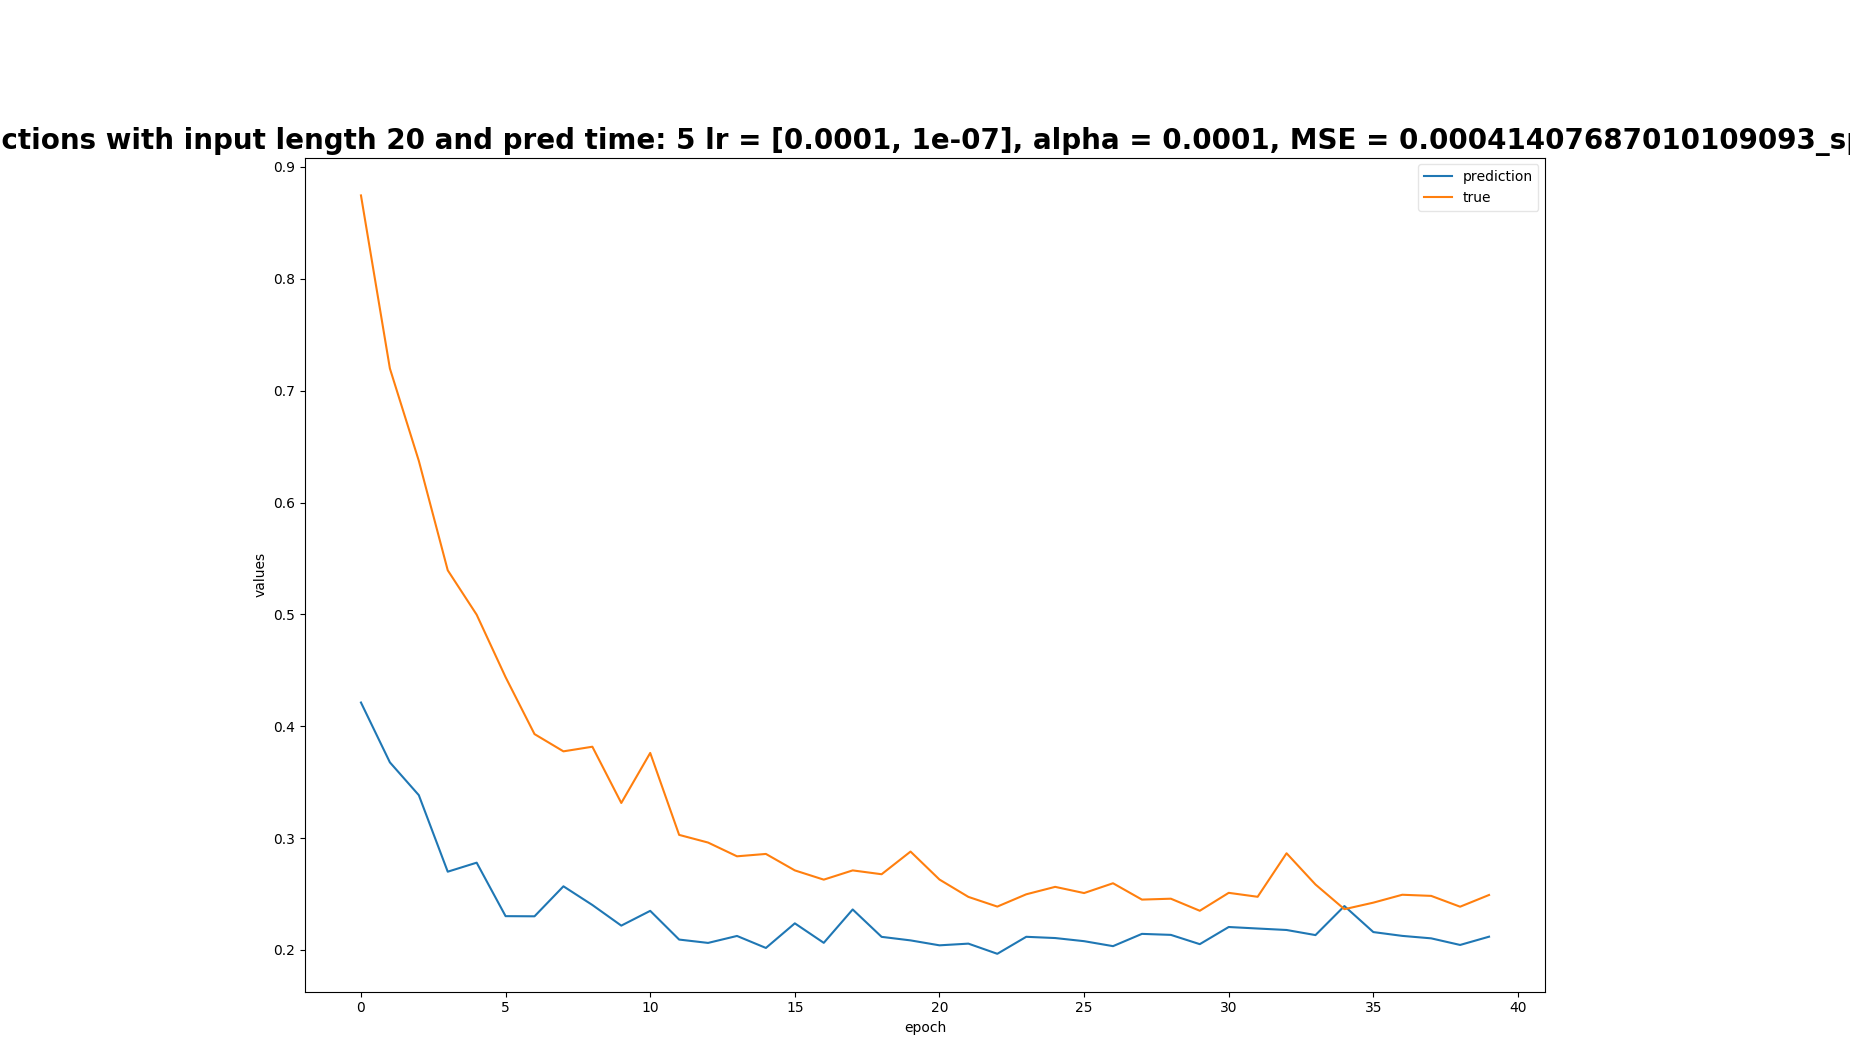 ctions with input length 20 and pred time: 5 lr = [0.0001, 1e-07], alpha = 0.0001, MSE = 0.00041407687010109093_sp
prediction
true
0.9
0.8
0.7
0.6
0.5
0.4
0.3
0.2
values
0 5 10 15 20 25 30 35 40
epoch